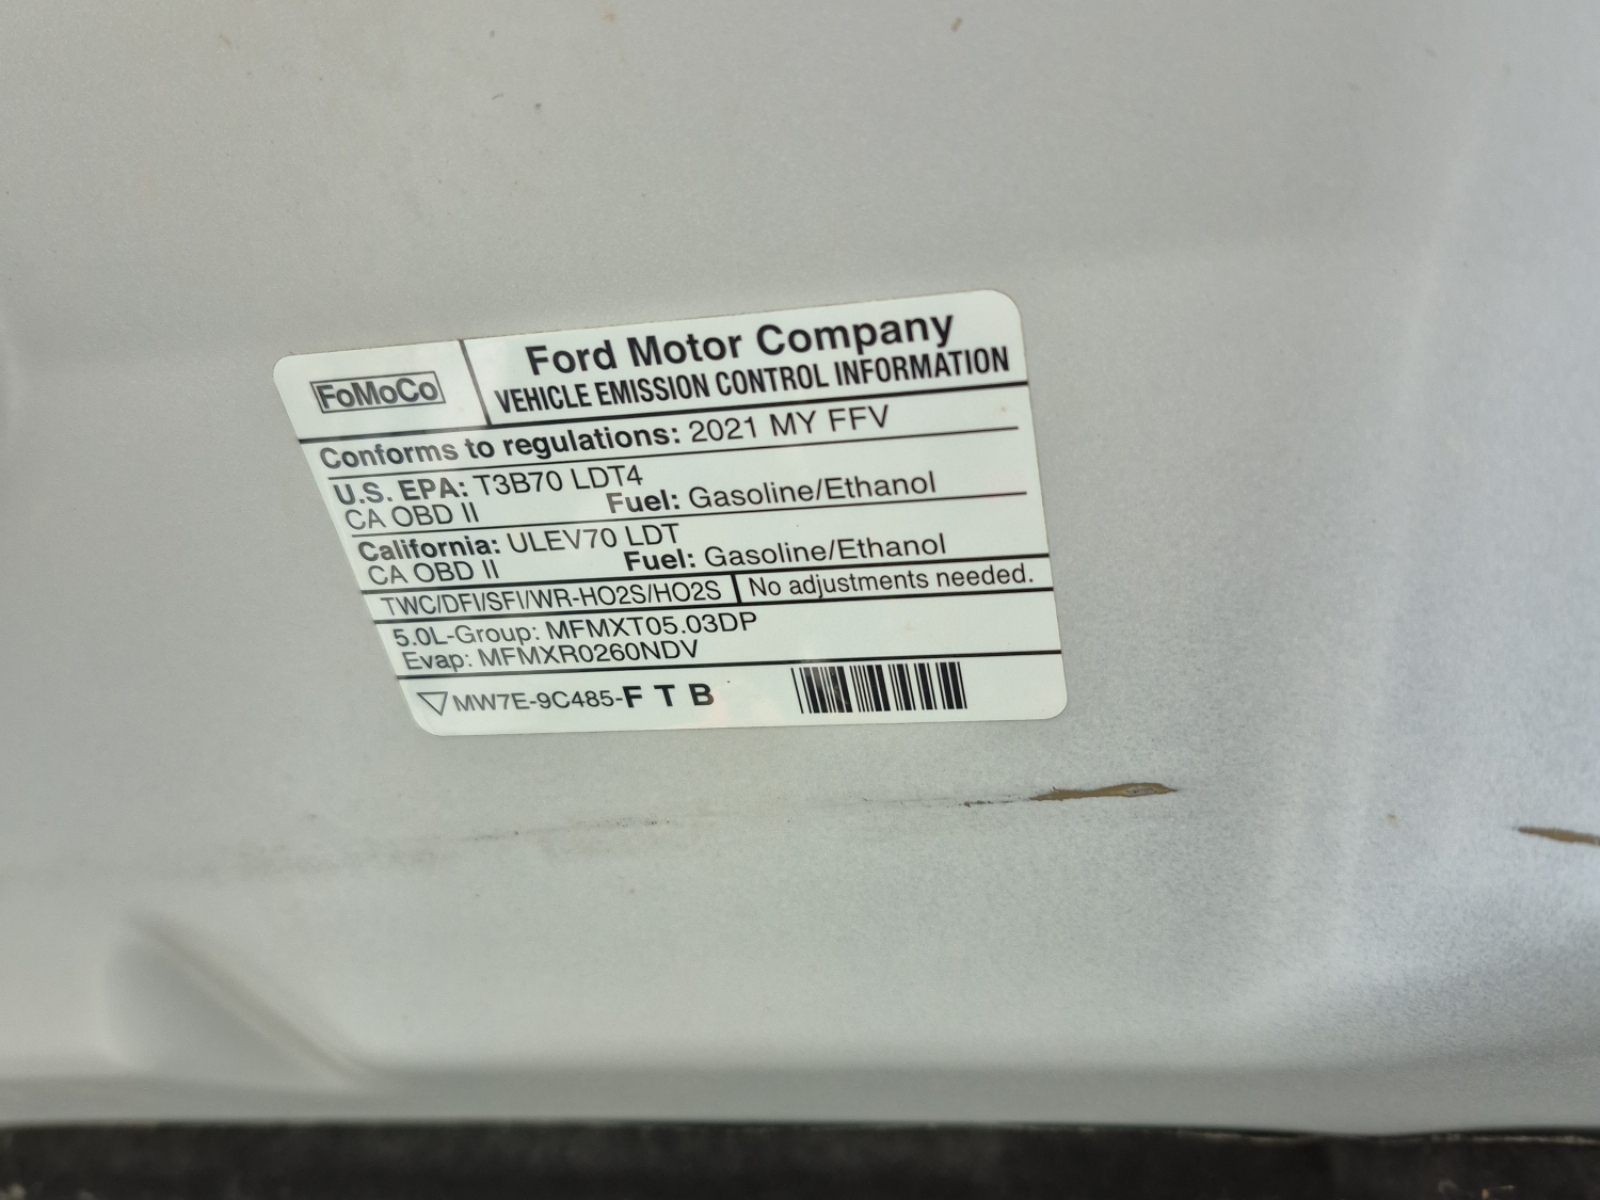 FoMoCo
Ford Motor Company
VEHICLE EMISSION CONTROL INFORMATION
Conforms to regulations: 2021 MY FFV
U.S. EPA: T3B70 LDT4
CA OBD II Fuel: Gasoline/Ethanol
California: ULEV70 LDT
CA OBD II Fuel: Gasoline/Ethanol
TWC/DFI/SFI/WR-HO2S/HO2S No adjustments needed.
5.0L-Group: MFMXT05.03DP
Evap: MFMXR0260NDV
MW7E-9C485-F T B